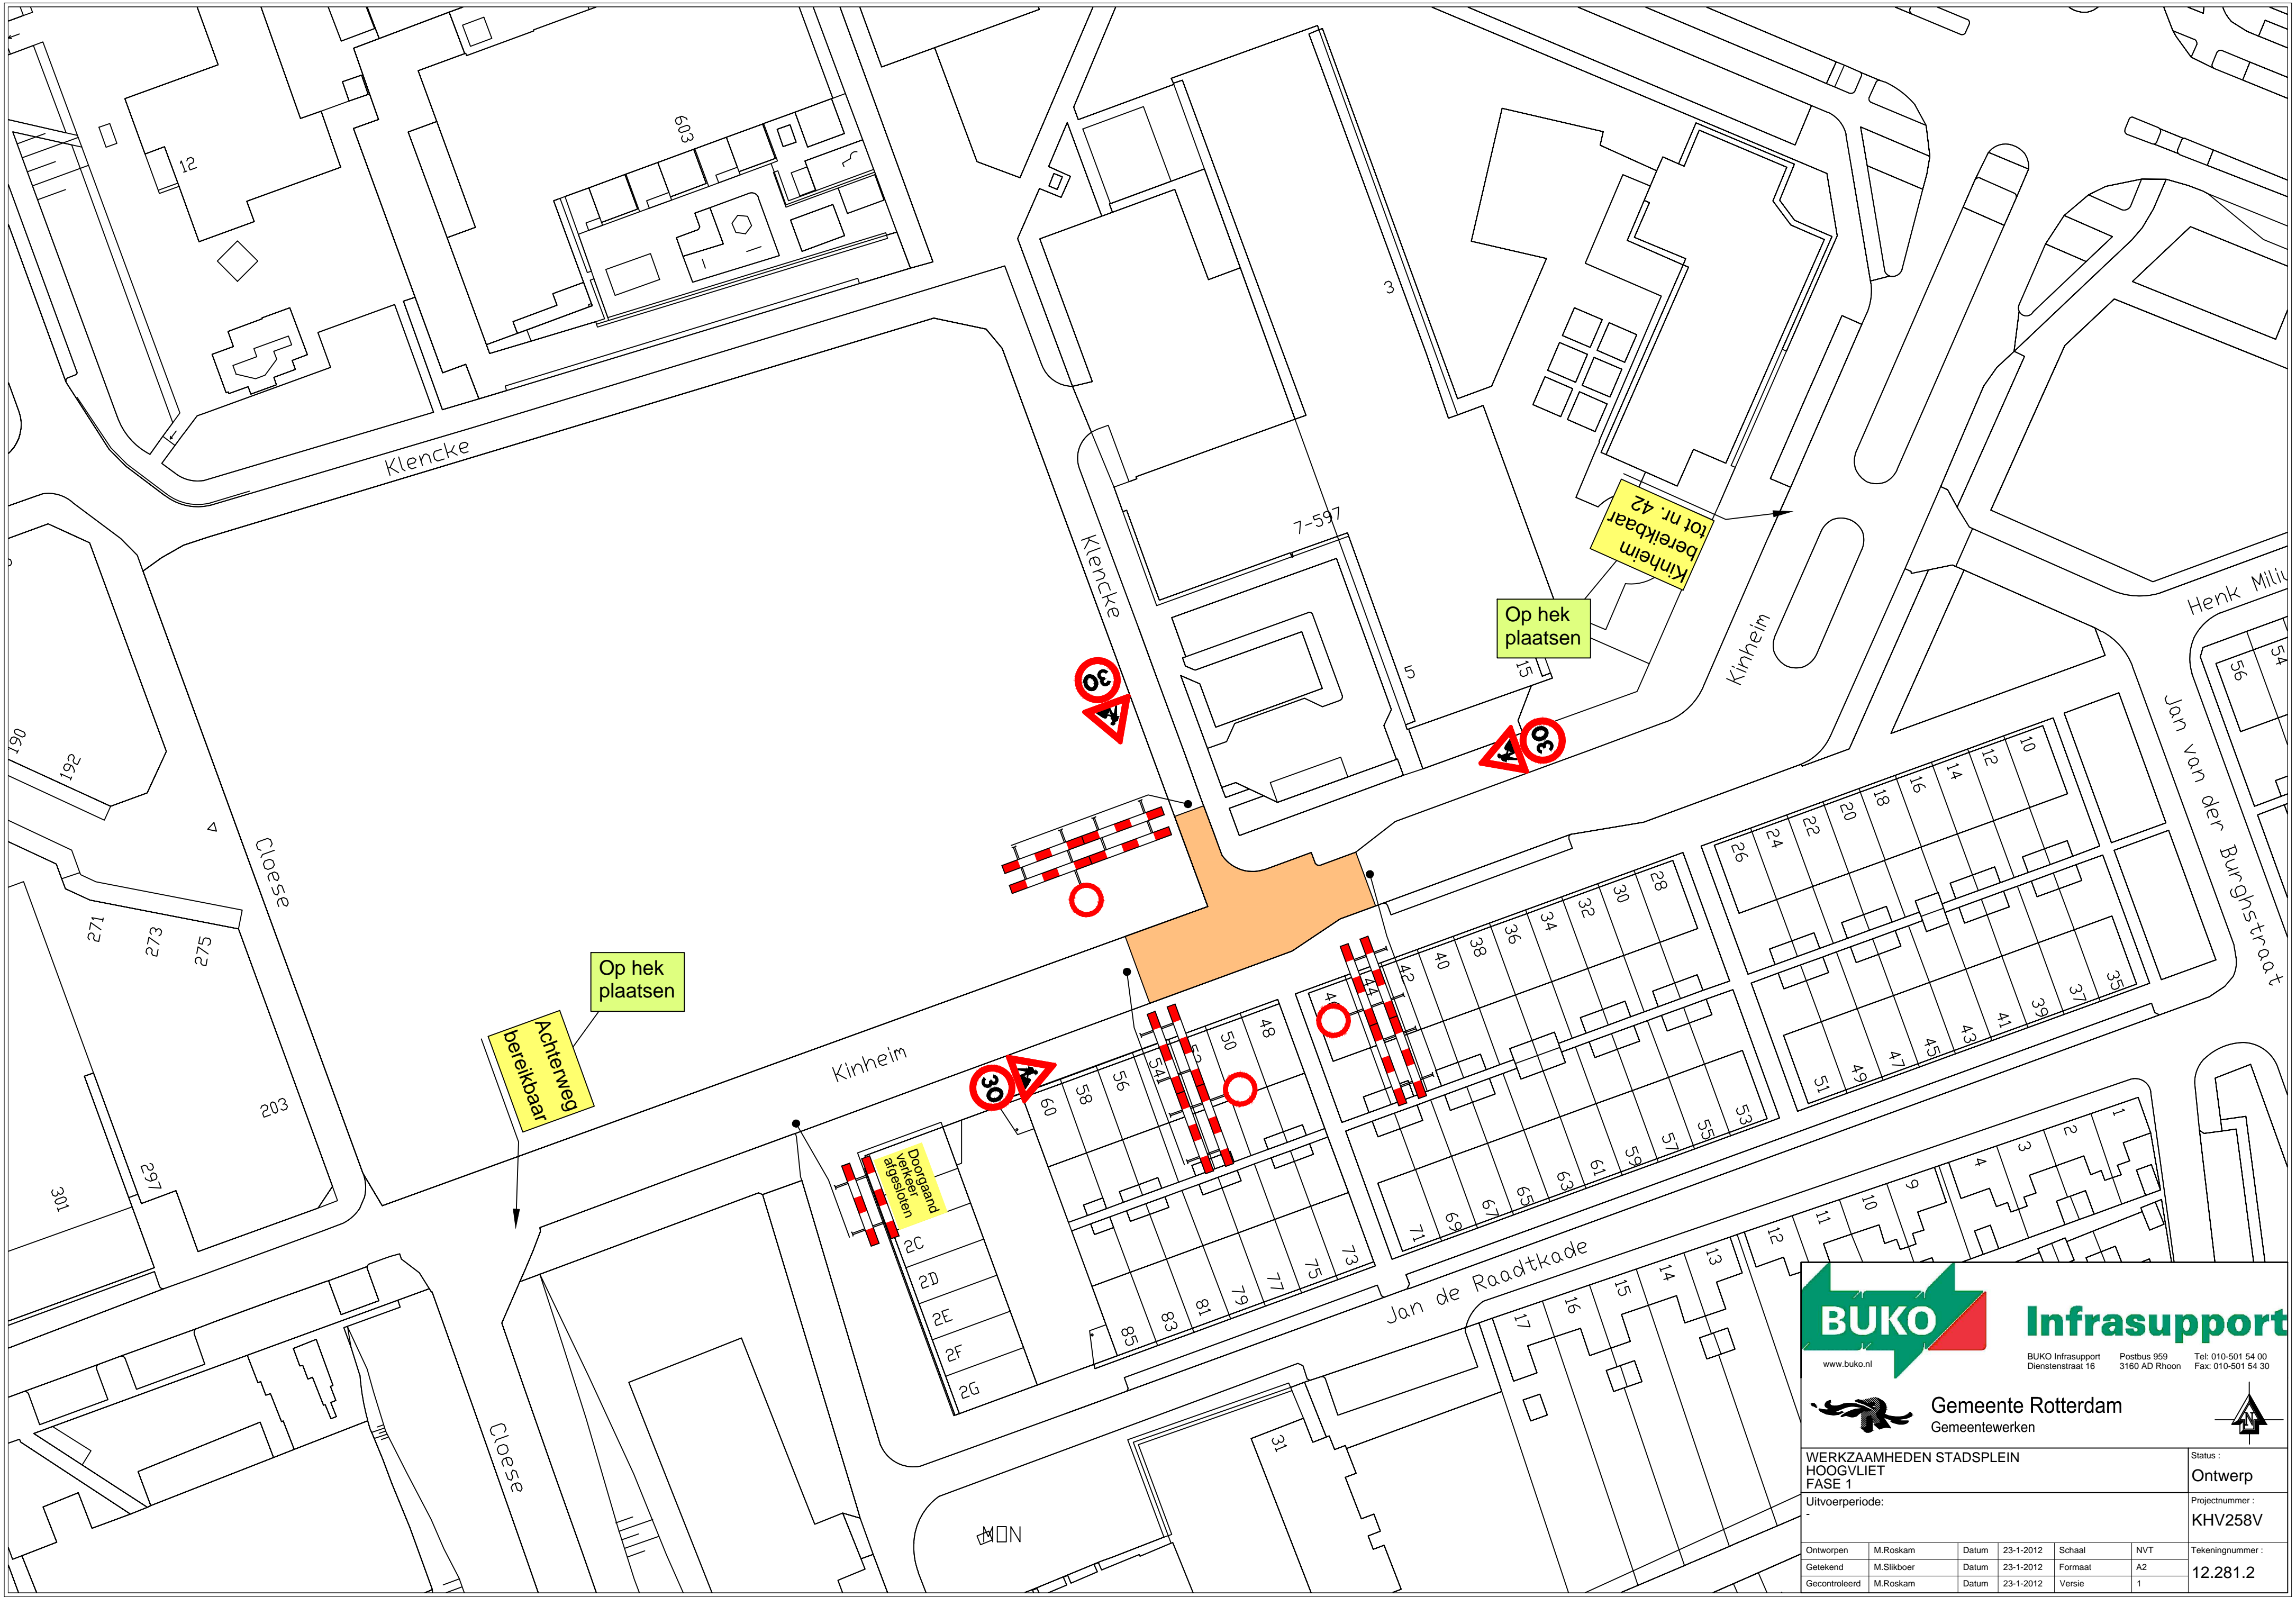 12
603
3
Klencke
Klencke
7-597
Kinheim
bereikbaar
tot nr. 42
Op hek
plaatsen
30
15
5
30
Kinheim
Henk Miliu
56
54
Jan van der Burghstraat
190
192
Cloese
271
273
275
203
297
301
Op hek
plaatsen
Achterweg
bereikbaar
Kinheim
30
Doorgaand
verkeer
afgesloten
2C
2D
2E
2F
2G
60
58
56
54
50
48
44
42
40
38
36
34
32
30
28
26
24
22
20
18
16
14
12
10
85
83
81
79
77
75
73
71
69
67
65
63
61
59
57
55
53
51
49
47
45
43
41
39
37
35
Jan de Raadtkade
17
16
15
14
13
12
11
10
9
4
3
2
1
Cloese
31
BUKO
www.buko.nl
Infrasupport
BUKO Infrasupport Postbus 959 Tel: 010-501 54 00
Dienstenstraat 16 3160 AD Rhoon Fax: 010-501 54 30
Gemeente Rotterdam
Gemeentewerken
N
WERKZAAMHEDEN STADSPLEIN
HOOGVLIET
FASE 1
Status :
Ontwerp
Uitvoerperiode:
-
Projectnummer :
KHV258V
Ontworpen M.Roskam Datum 23-1-2012 Schaal NVT
Getekend M.Slikboer Datum 23-1-2012 Formaat A2
Gecontroleerd M.Roskam Datum 23-1-2012 Versie 1
Tekeningnummer :
12.281.2